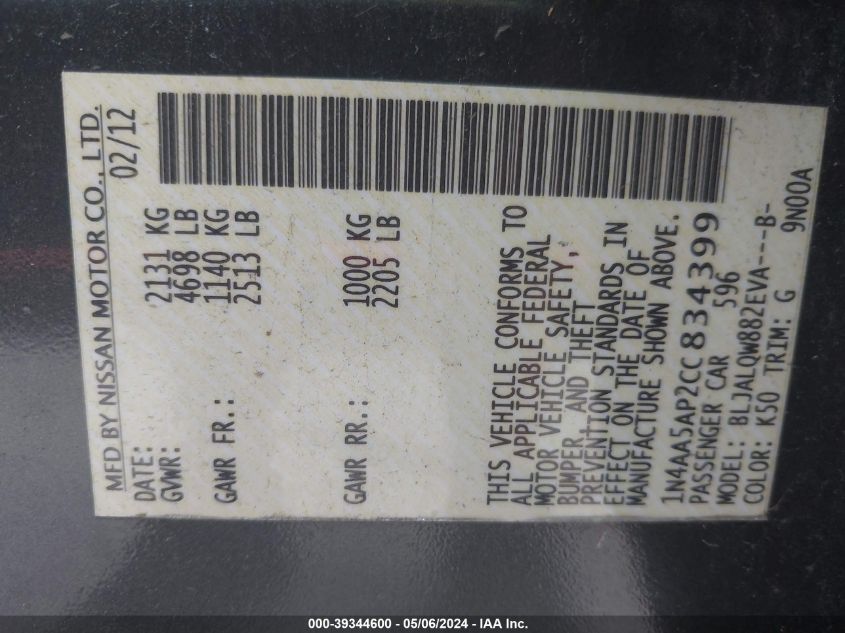 MFD BY NISSAN MOTOR CO., LTD.
DATE: 02/12
GVWR: 2131 KG
4698 LB
GAWR FR.: 1140 KG
2513 LB
GAWR RR.: 1000 KG
2205 LB
THIS VEHICLE CONFORMS TO
ALL APPLICABLE FEDERAL
MOTOR VEHICLE SAFETY,
BUMPER, AND THEFT
PREVENTION STANDARDS IN
EFFECT ON THE DATE OF
MANUFACTURE SHOWN ABOVE.
1N4AA5AP2CC834399
PASSENGER CAR 596
MODEL: BLJALQW882EVA---B-
COLOR: K50 TRIM: G 9N00A
000-39344600 - 05/06/2024 - IAA Inc.